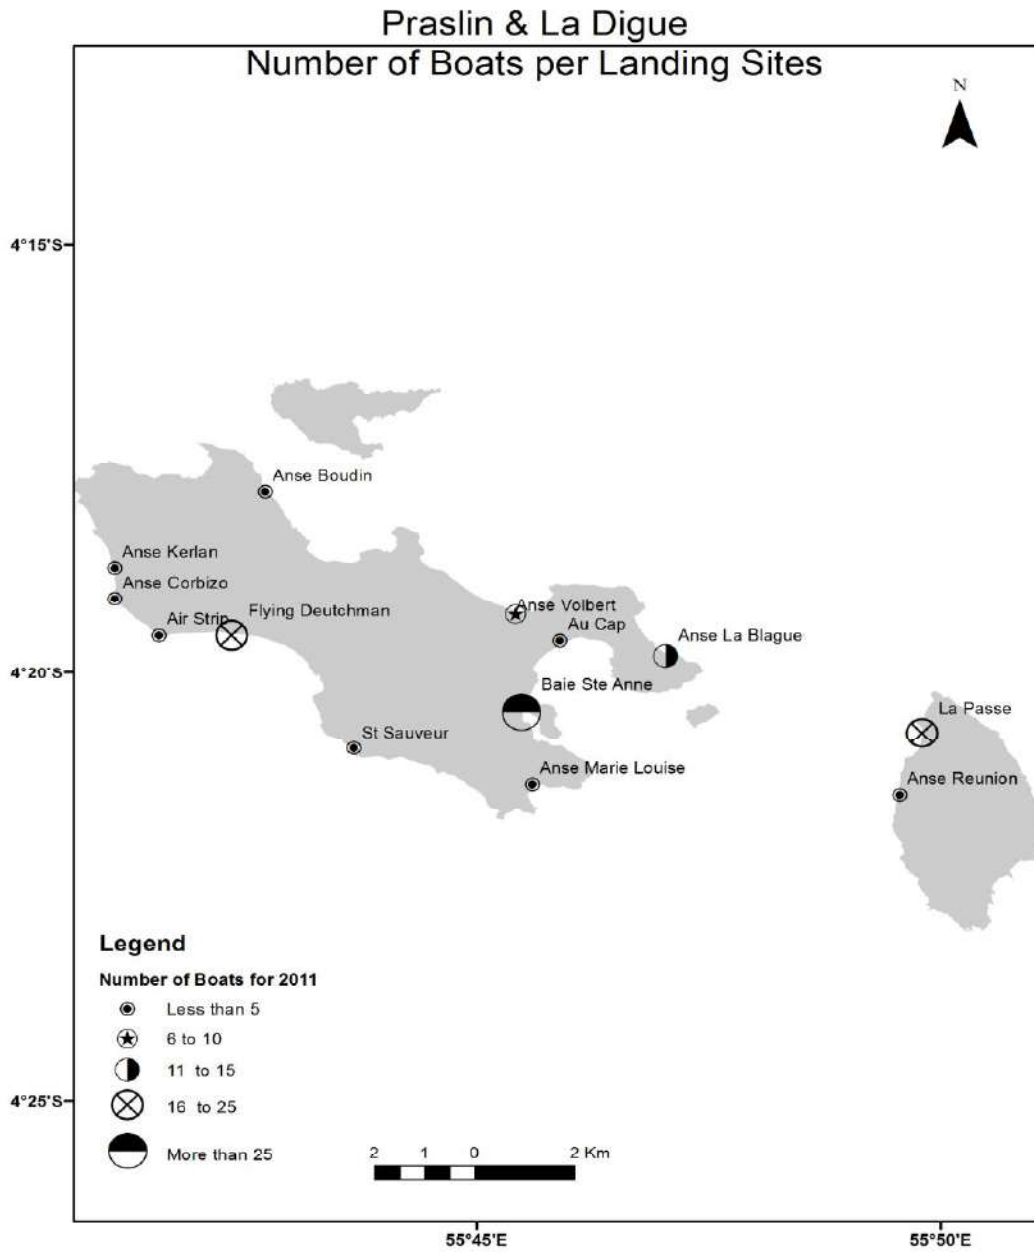 Praslin & La Digue
Number of Boats per Landing Sites
N
4°15'S
Anse Boudin
Anse Kerlan
Anse Corbizo
Air Strip
Flying Deutchman
Anse Volbert
Au Cap
Anse La Blague
4°20'S
Baie Ste Anne
La Passe
St Sauveur
Anse Marie Louise
Anse Reunion
Legend
Number of Boats for 2011
Less than 5
6 to 10
11 to 15
16 to 25
More than 25
4°25'S
2 1 0 2 Km
55°45'E 55°50'E